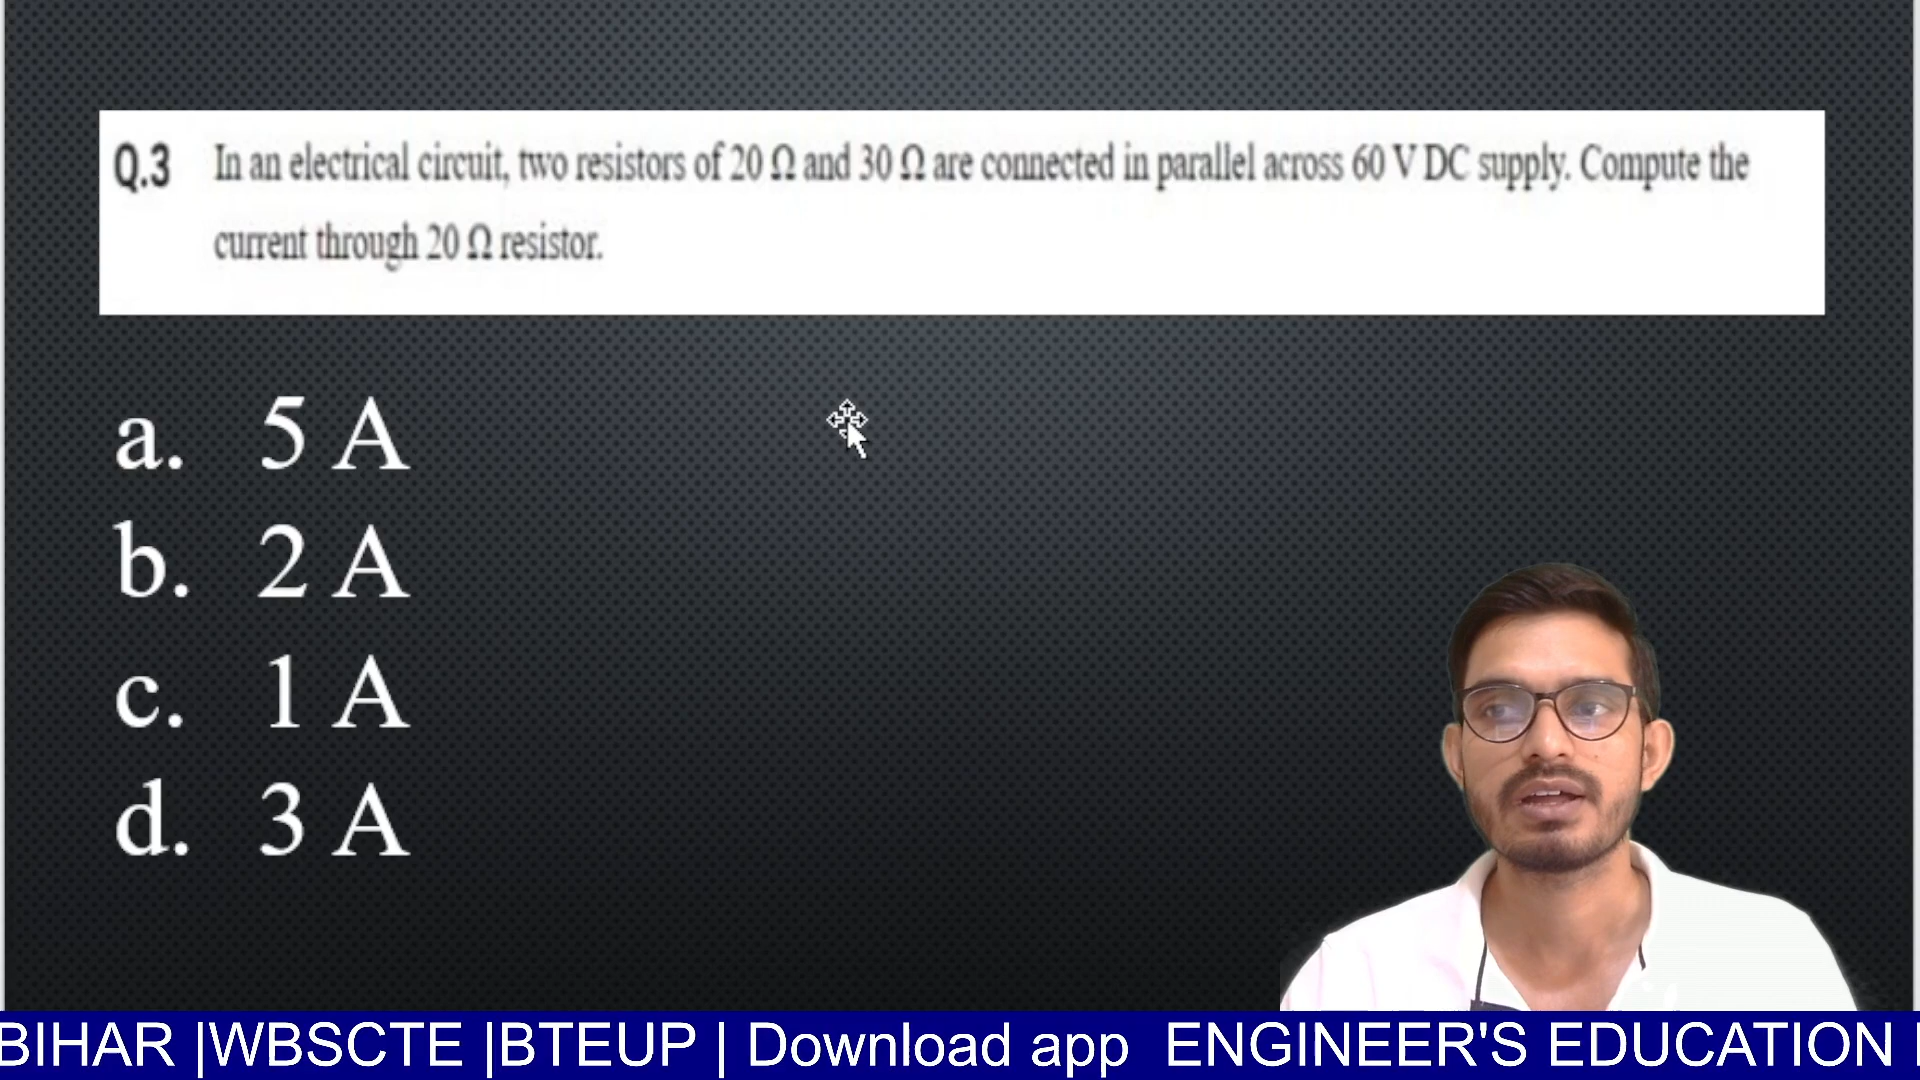 Q.3 In an electrical circuit, two resistors of 20 Ω and 30 Ω are connected in parallel across 60 V DC supply. Compute the
current through 20 Ω resistor.
a. 5 A
b. 2 A
c. 1 A
d. 3 A
BIHAR |WBSCTE |BTEUP | Download app ENGINEER'S EDUCATION